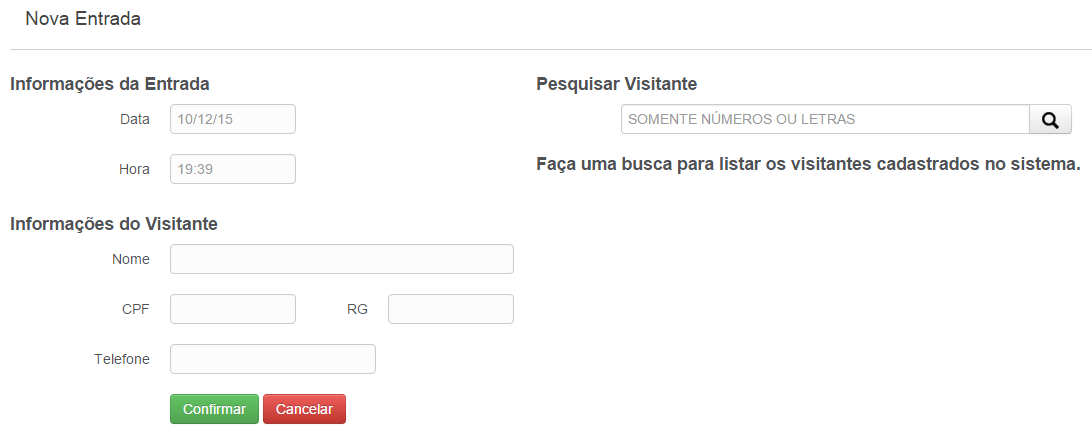 Nova Entrada
Informações da Entrada
Data 10/12/15
Hora 19:39
Informações do Visitante
Nome
CPF RG
Telefone
Confirmar Cancelar
Pesquisar Visitante
SOMENTE NÚMEROS OU LETRAS
Faça uma busca para listar os visitantes cadastrados no sistema.